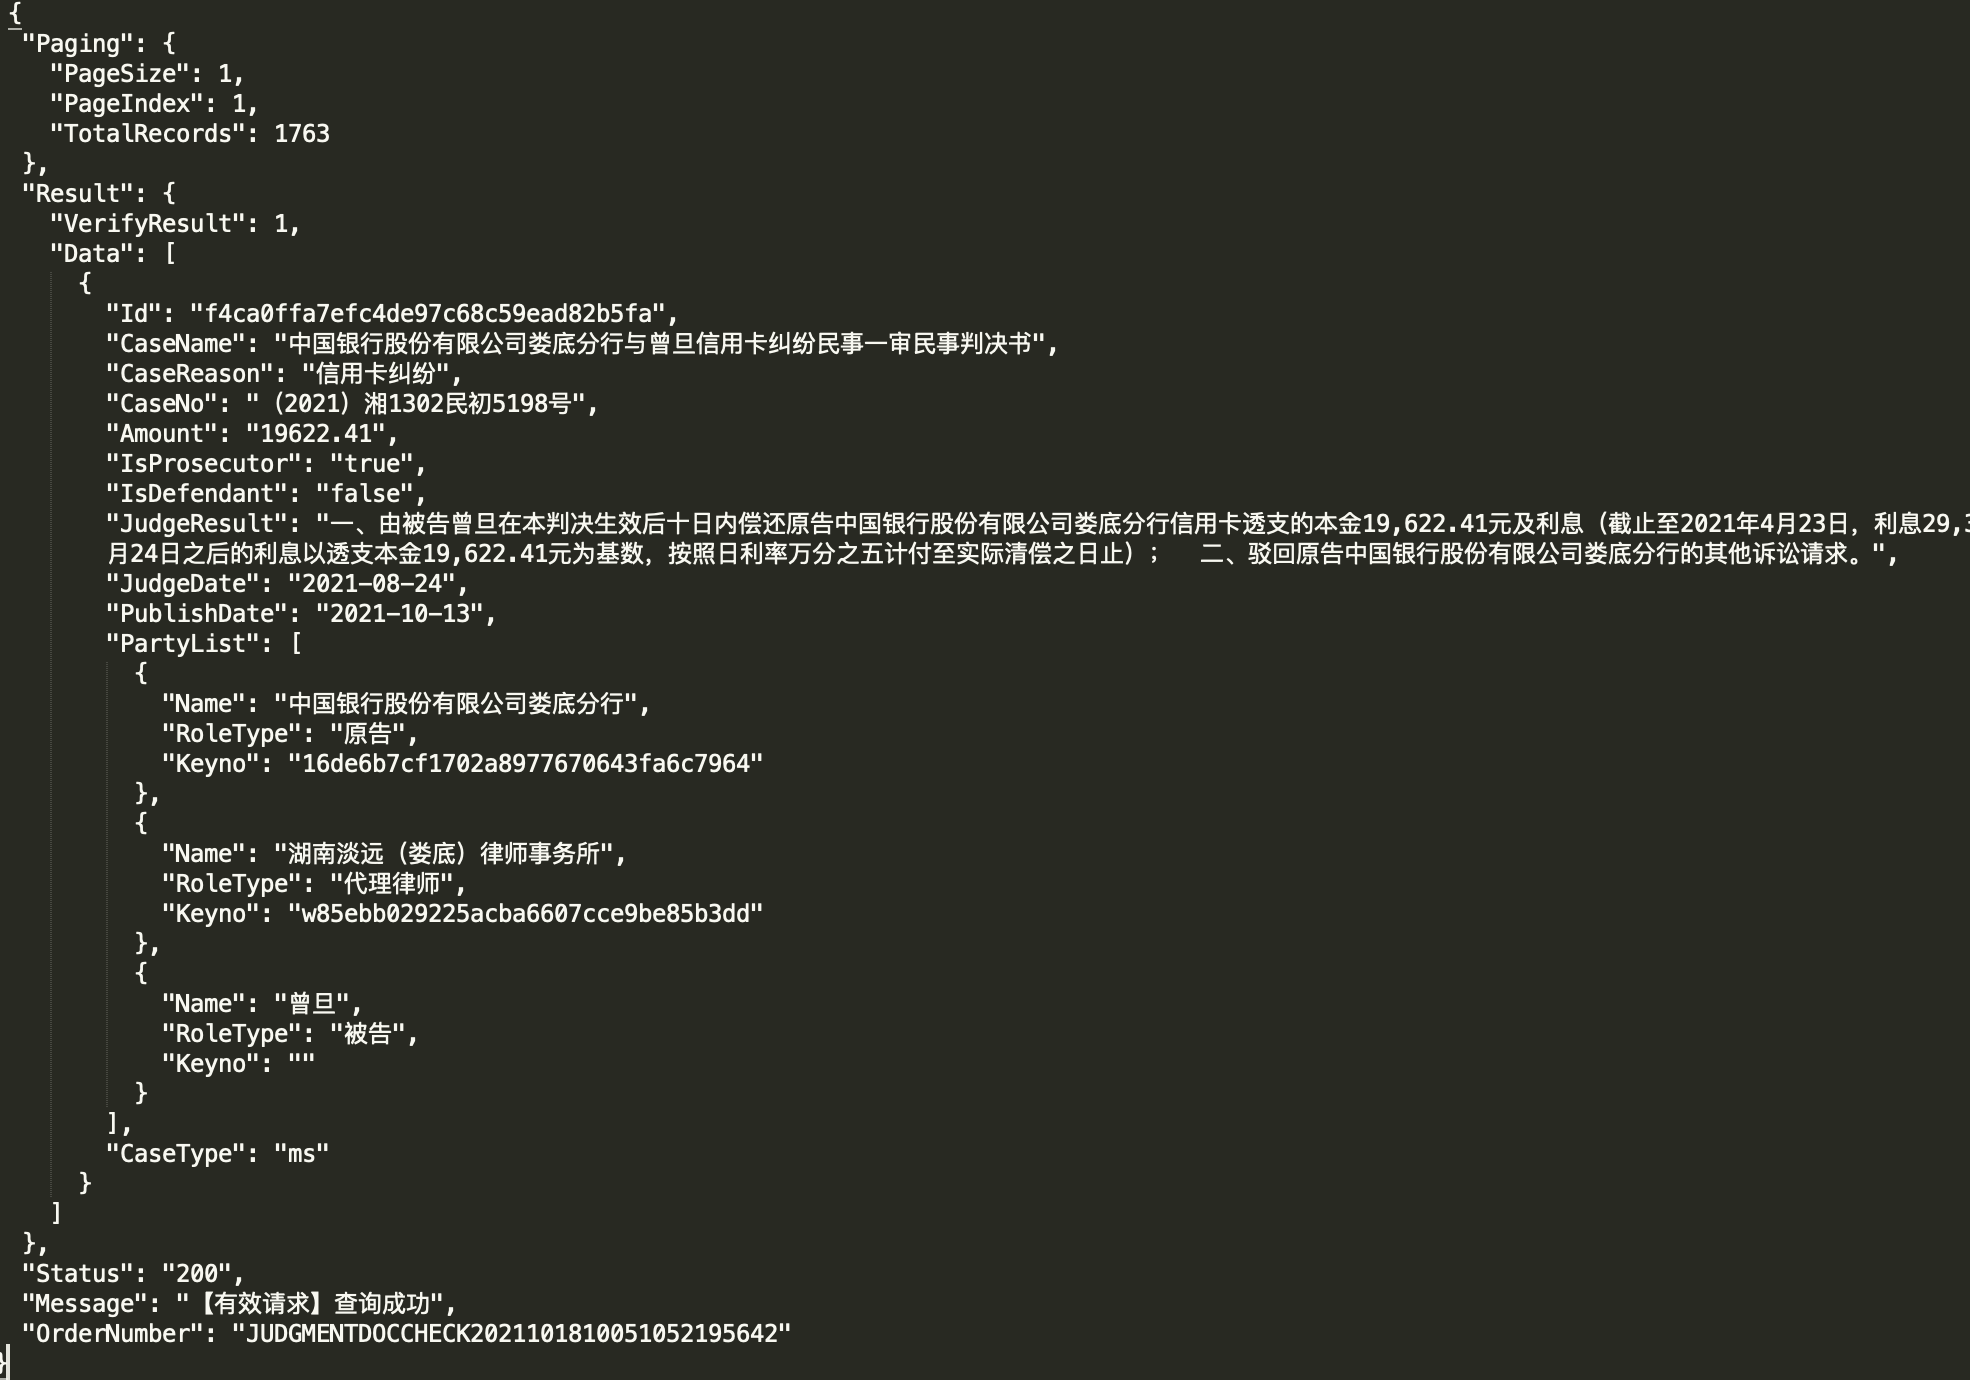 {
"Paging": {
"PageSize": 1,
"PageIndex": 1,
"TotalRecords": 1763
},
"Result": {
"VerifyResult": 1,
"Data": [
{
"Id": "f4ca0ffa7efc4de97c68c59ead82b5fa",
"CaseName": "中国银行股份有限公司娄底分行与曾旦信用卡纠纷民事一审民事判决书",
"CaseReason": "信用卡纠纷",
"CaseNo": "（2021）湘1302民初5198号",
"Amount": "19622.41",
"IsProsecutor": "true",
"IsDefendant": "false",
"JudgeResult": "一、由被告曾旦在本判决生效后十日内偿还原告中国银行股份有限公司娄底分行信用卡透支的本金19,622.41元及利息（截止至2021年4月23日，利息29,3
月24日之后的利息以透支本金19,622.41元为基数，按照日利率万分之五计付至实际清偿之日止）；  二、驳回原告中国银行股份有限公司娄底分行的其他诉讼请求。",
"JudgeDate": "2021-08-24",
"PublishDate": "2021-10-13",
"PartyList": [
{
"Name": "中国银行股份有限公司娄底分行",
"RoleType": "原告",
"Keyno": "16de6b7cf1702a8977670643fa6c7964"
},
{
"Name": "湖南淡远（娄底）律师事务所",
"RoleType": "代理律师",
"Keyno": "w85ebb029225acba6607cce9be85b3dd"
},
{
"Name": "曾旦",
"RoleType": "被告",
"Keyno": ""
}
],
"CaseType": "ms"
}
]
},
"Status": "200",
"Message": "【有效请求】查询成功",
"OrderNumber": "JUDGMENTDOCCHECK2021101810051052195642"
}